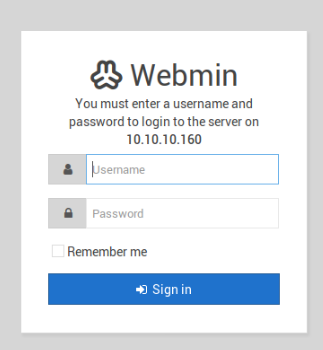 Webmin
You must enter a username and
password to login to the server on
10.10.10.160
Username
Password
Remember me
Sign in